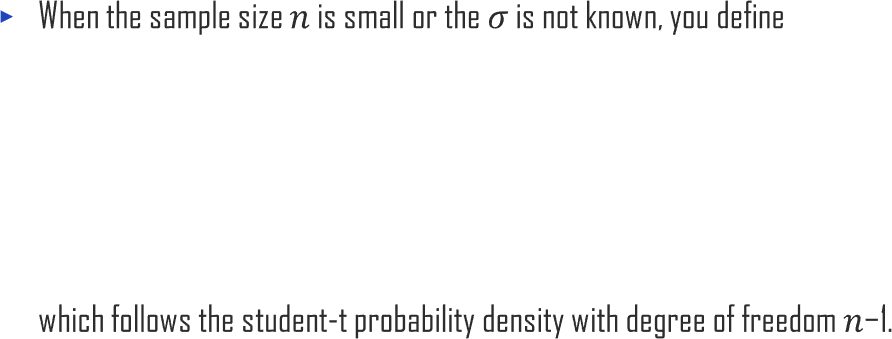 ▸ When the sample size 𝑛 is small or the 𝜎 is not known, you define
which follows the student-t probability density with degree of freedom 𝑛−1.